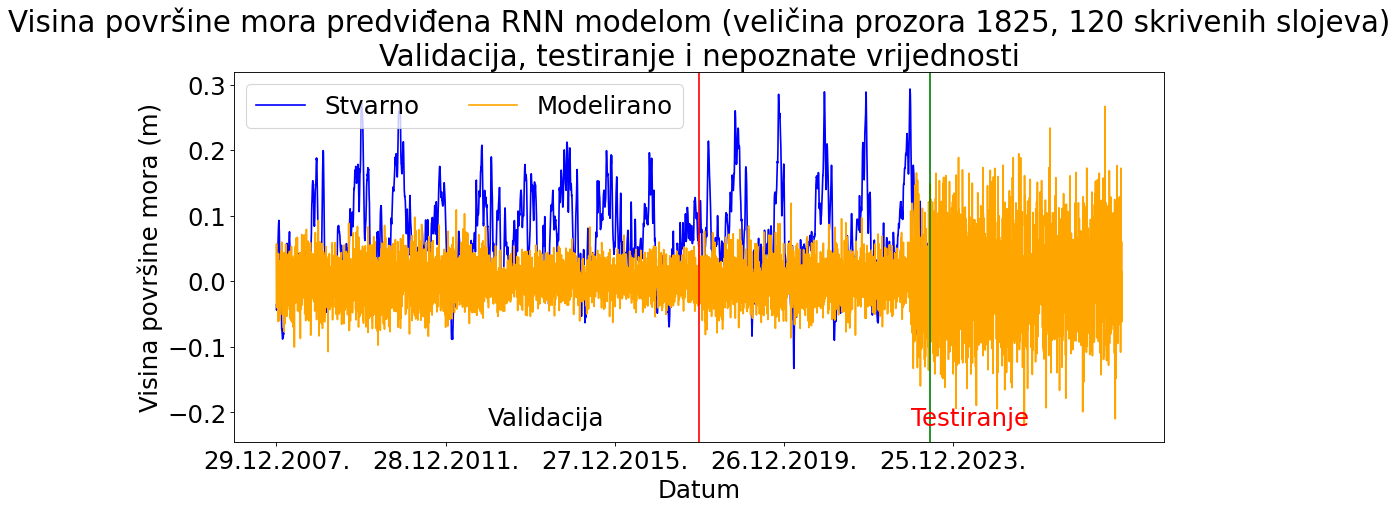 Visina površine mora predviđena RNN modelom (veličina prozora 1825, 120 skrivenih slojeva)
Validacija, testiranje i nepoznate vrijednosti
Stvarno
Modelirano
Visina površine mora (m)
0.3
0.2
0.1
0.0
−0.1
−0.2
Validacija
Testiranje
29.12.2007.
28.12.2011.
27.12.2015.
26.12.2019.
25.12.2023.
Datum